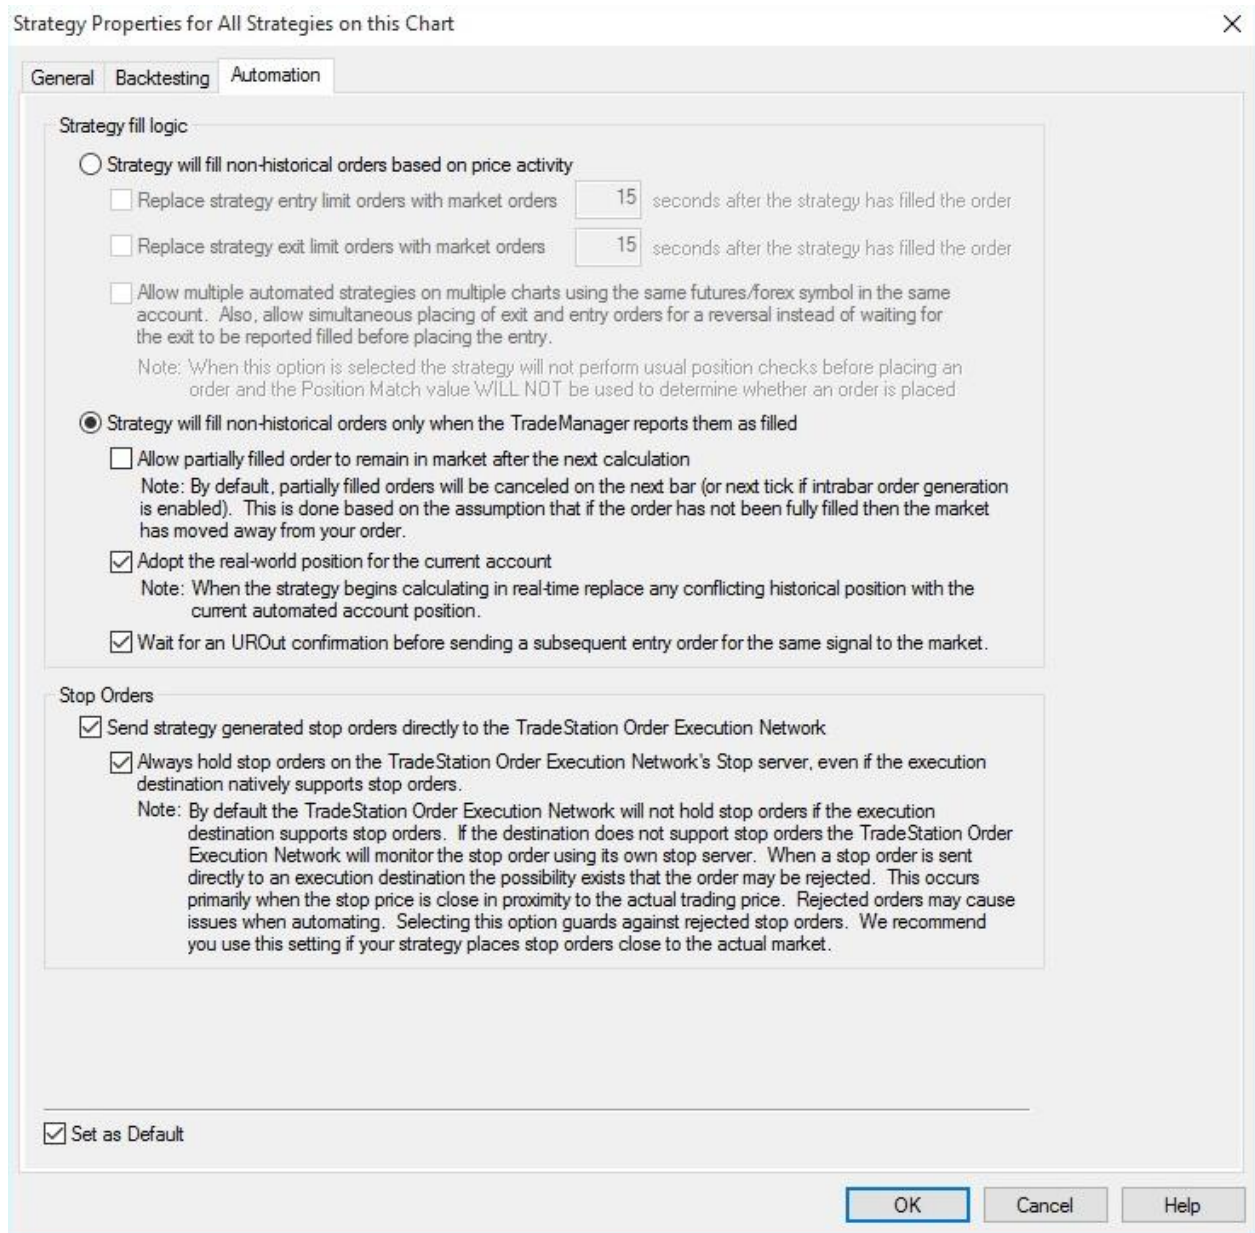 Strategy Properties for All Strategies on this Chart
General Backtesting Automation
Strategy fill logic
Strategy will fill non-historical orders based on price activity
Replace strategy entry limit orders with market orders 15 seconds after the strategy has filled the order
Replace strategy exit limit orders with market orders 15 seconds after the strategy has filled the order
Allow multiple automated strategies on multiple charts using the same futures/forex symbol in the same
account. Also, allow simultaneous placing of exit and entry orders for a reversal instead of waiting for
the exit to be reported filled before placing the entry.
Note: When this option is selected the strategy will not perform usual position checks before placing an
order and the Position Match value WILL NOT be used to determine whether an order is placed
Strategy will fill non-historical orders only when the TradeManager reports them as filled
Allow partially filled order to remain in market after the next calculation
Note: By default, partially filled orders will be canceled on the next bar (or next tick if intrabar order generation
is enabled). This is done based on the assumption that if the order has not been fully filled then the market
has moved away from your order.
Adopt the real-world position for the current account
Note: When the strategy begins calculating in real-time replace any conflicting historical position with the
current automated account position.
Wait for an UROut confirmation before sending a subsequent entry order for the same signal to the market.
Stop Orders
Send strategy generated stop orders directly to the TradeStation Order Execution Network
Always hold stop orders on the TradeStation Order Execution Network's Stop server, even if the execution
destination natively supports stop orders.
Note: By default the TradeStation Order Execution Network will not hold stop orders if the execution
destination supports stop orders. If the destination does not support stop orders the TradeStation Order
Execution Network will monitor the stop order using its own stop server. When a stop order is sent
directly to an execution destination the possibility exists that the order may be rejected. This occurs
primarily when the stop price is close in proximity to the actual trading price. Rejected orders may cause
issues when automating. Selecting this option guards against rejected stop orders. We recommend
you use this setting if your strategy places stop orders close to the actual market.
Set as Default
OK Cancel Help